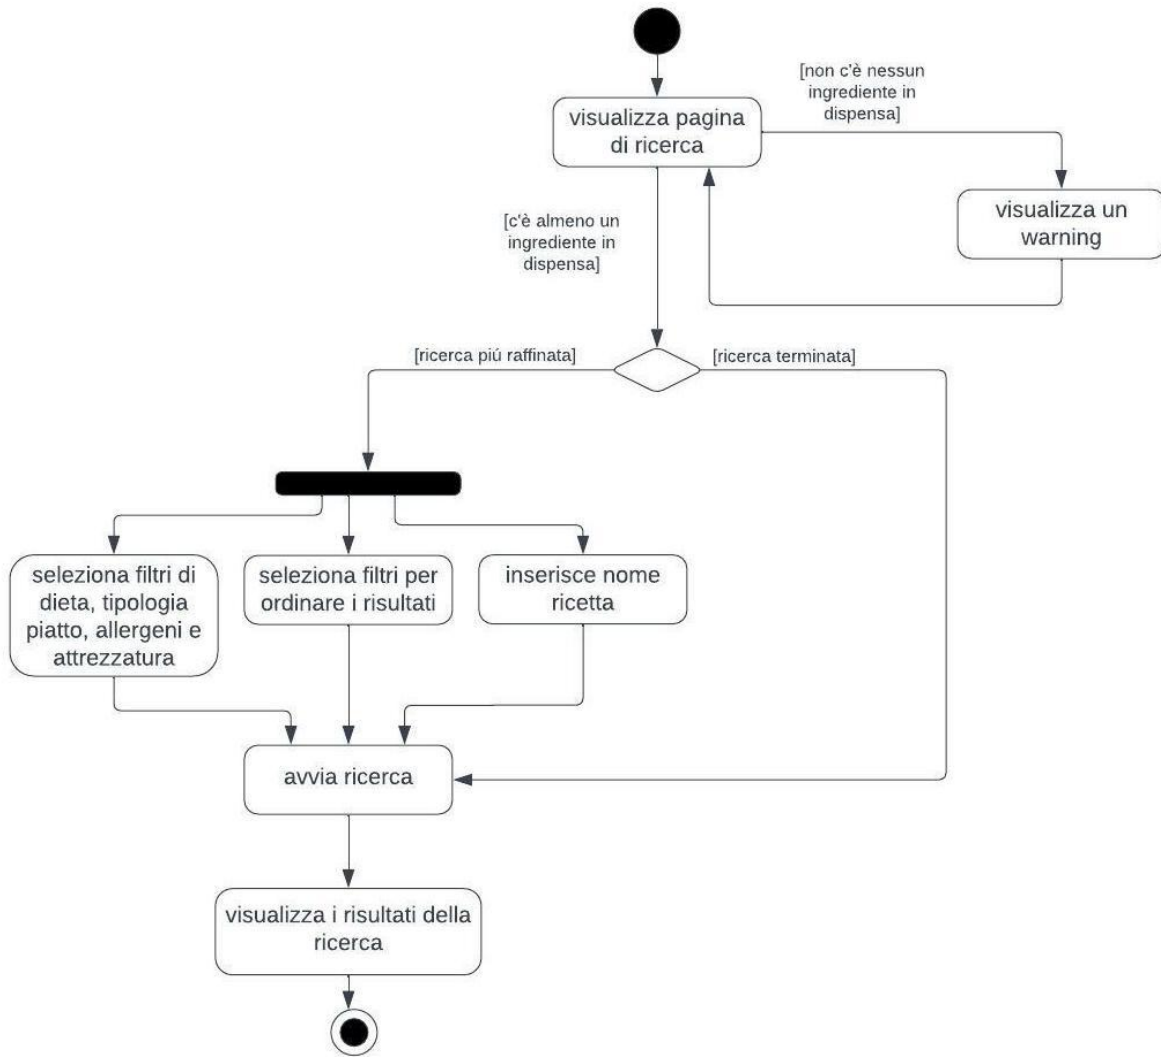 [non c'è nessun
ingrediente in
dispensa]
visualizza pagina
di ricerca
visualizza un
warning
[c'è almeno un
ingrediente in
dispensa]
[ricerca piú raffinata]
[ricerca terminata]
seleziona filtri di
dieta, tipologia
piatto, allergeni e
attrezzatura
seleziona filtri per
ordinare i risultati
inserisce nome
ricetta
avvia ricerca
visualizza i risultati della
ricerca